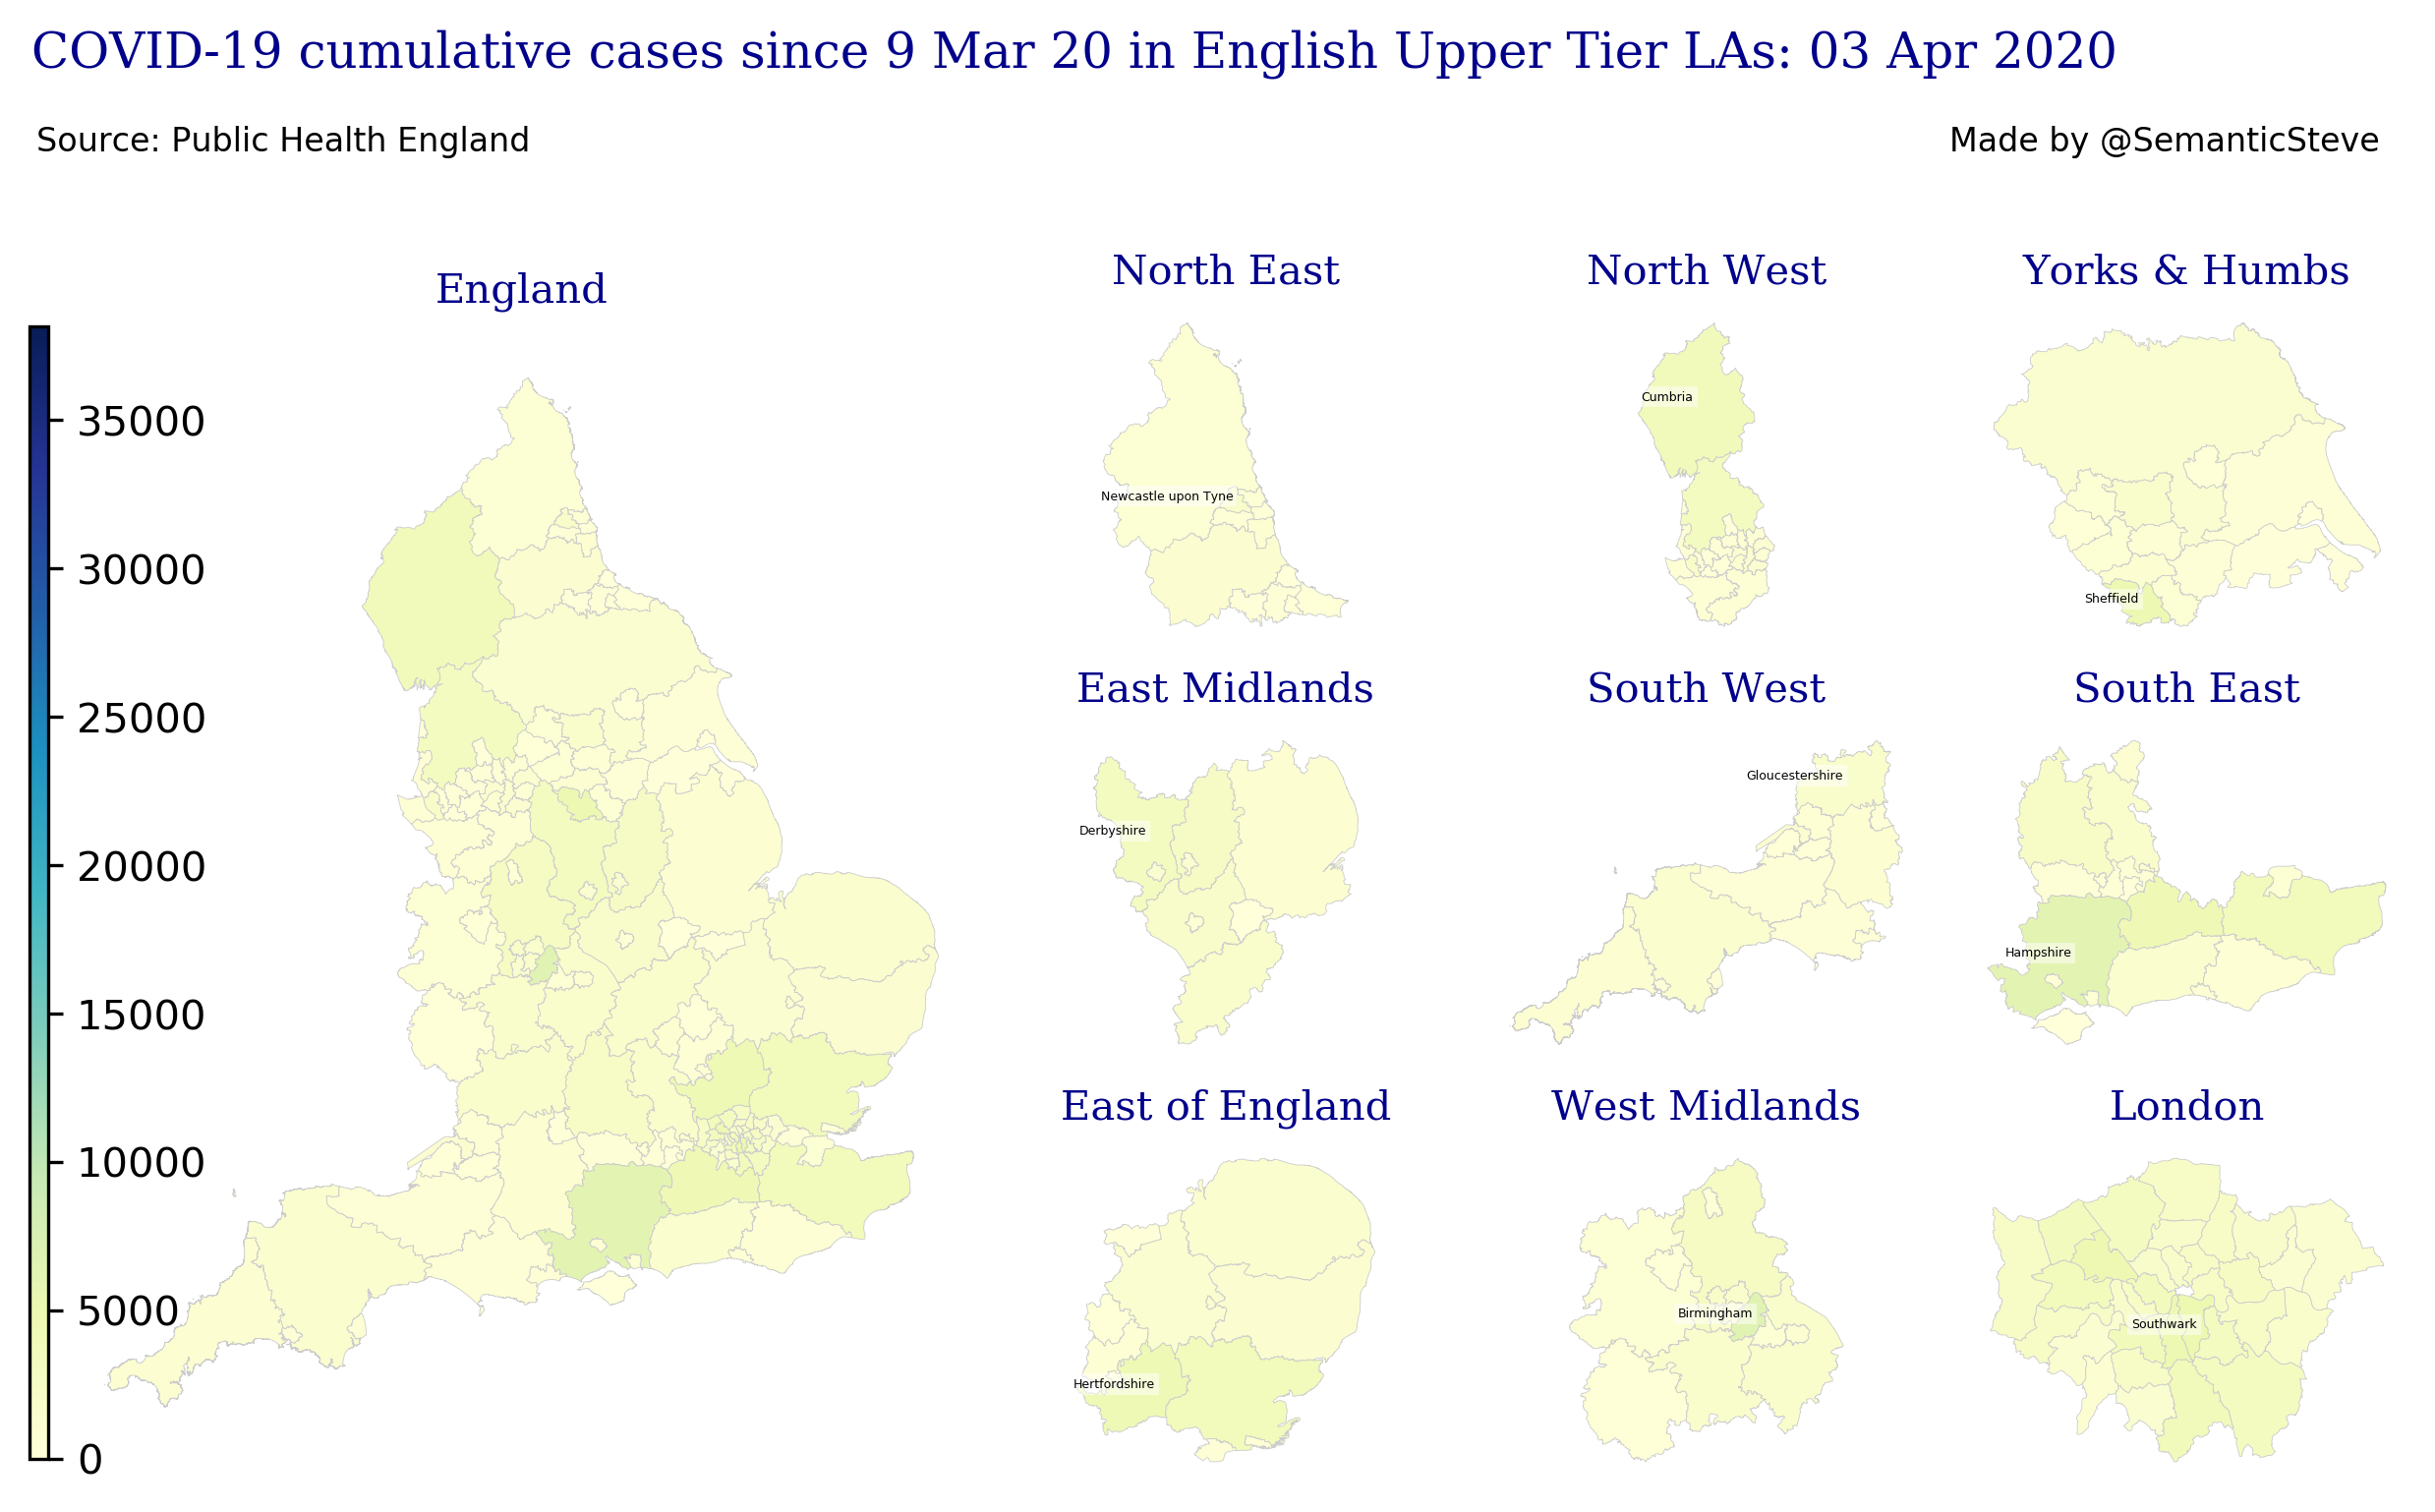 COVID-19 cumulative cases since 9 Mar 20 in English Upper Tier LAs: 03 Apr 2020
Source: Public Health England
Made by @SemanticSteve
England
35000
30000
25000
20000
15000
10000
5000
0
North East
Newcastle upon Tyne
North West
Cumbria
Yorks & Humbs
Sheffield
East Midlands
Derbyshire
South West
Gloucestershire
South East
Hampshire
East of England
Hertfordshire
West Midlands
Birmingham
London
Southwark